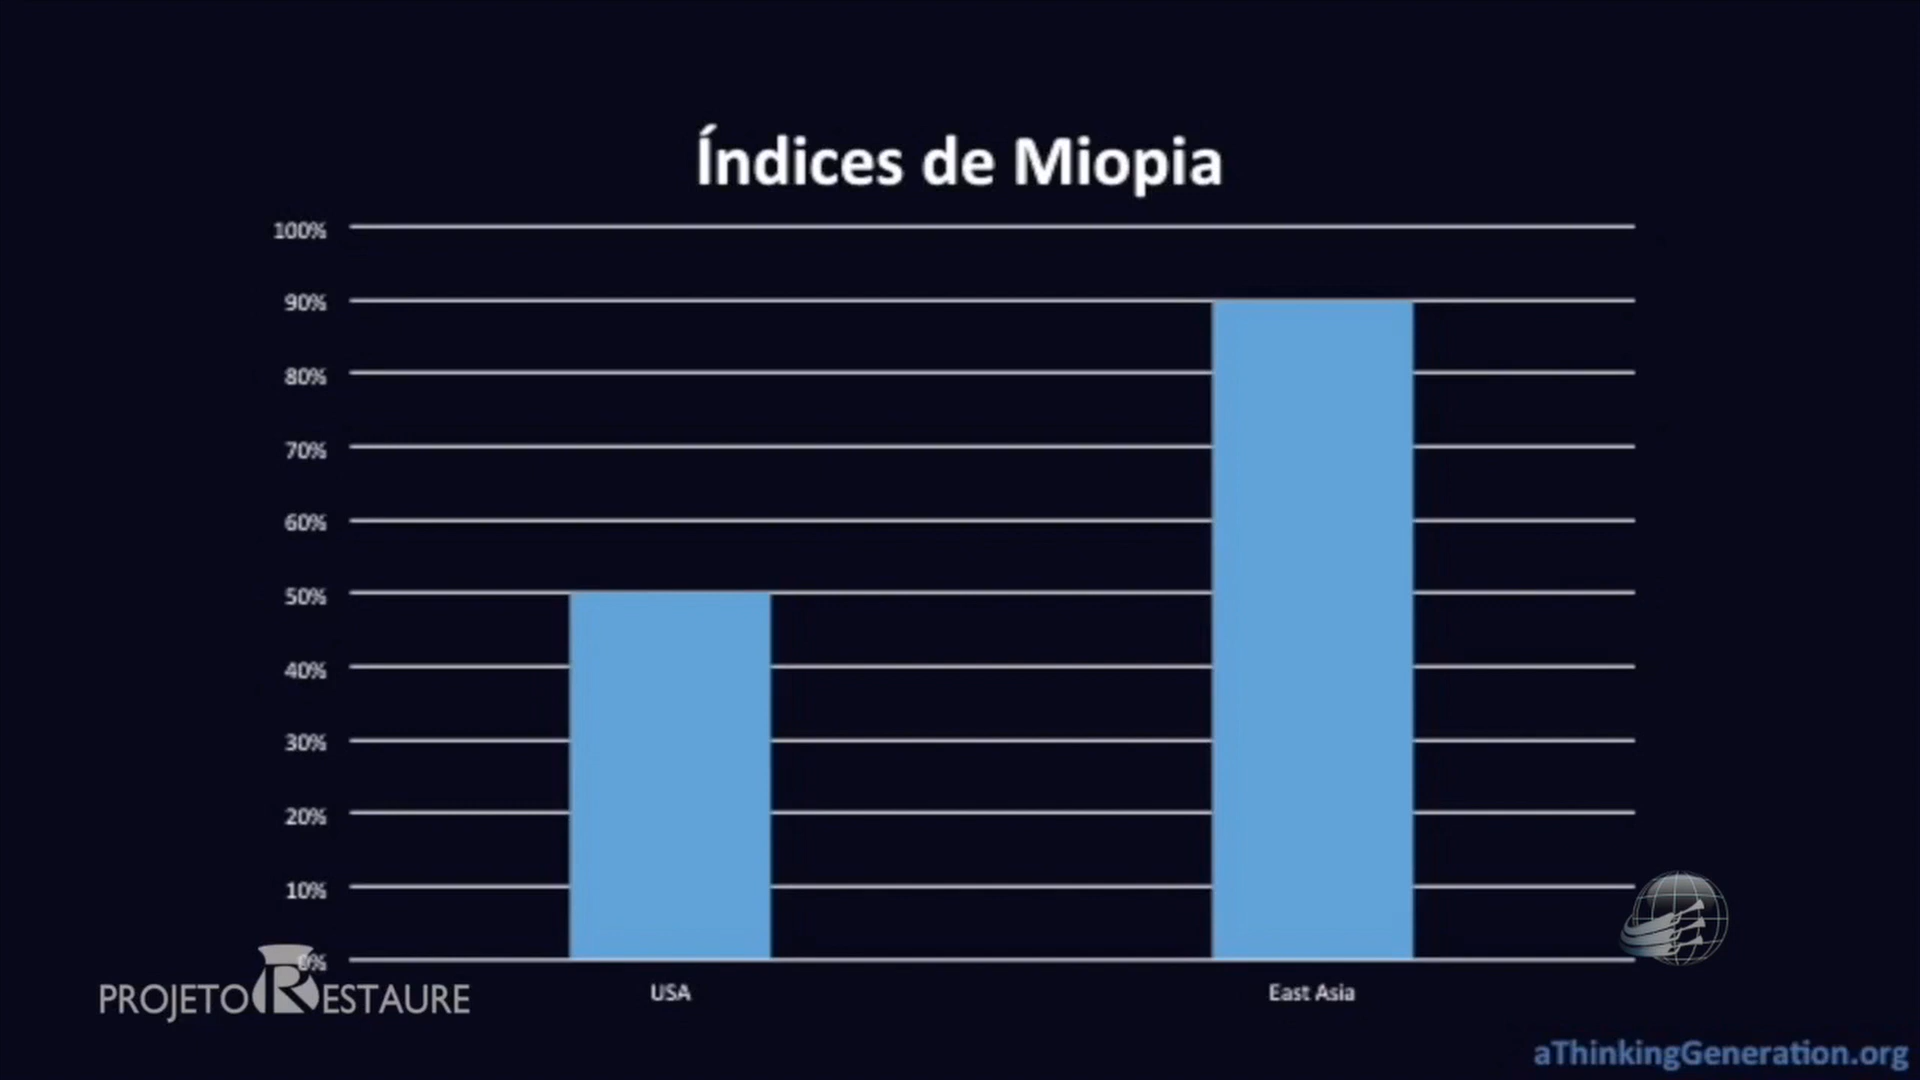 Índices de Miopia
100%
90%
80%
70%
60%
50%
40%
30%
20%
10%
0%
USA
East Asia
PROJETO RESTAURE
aThinkingGeneration.org